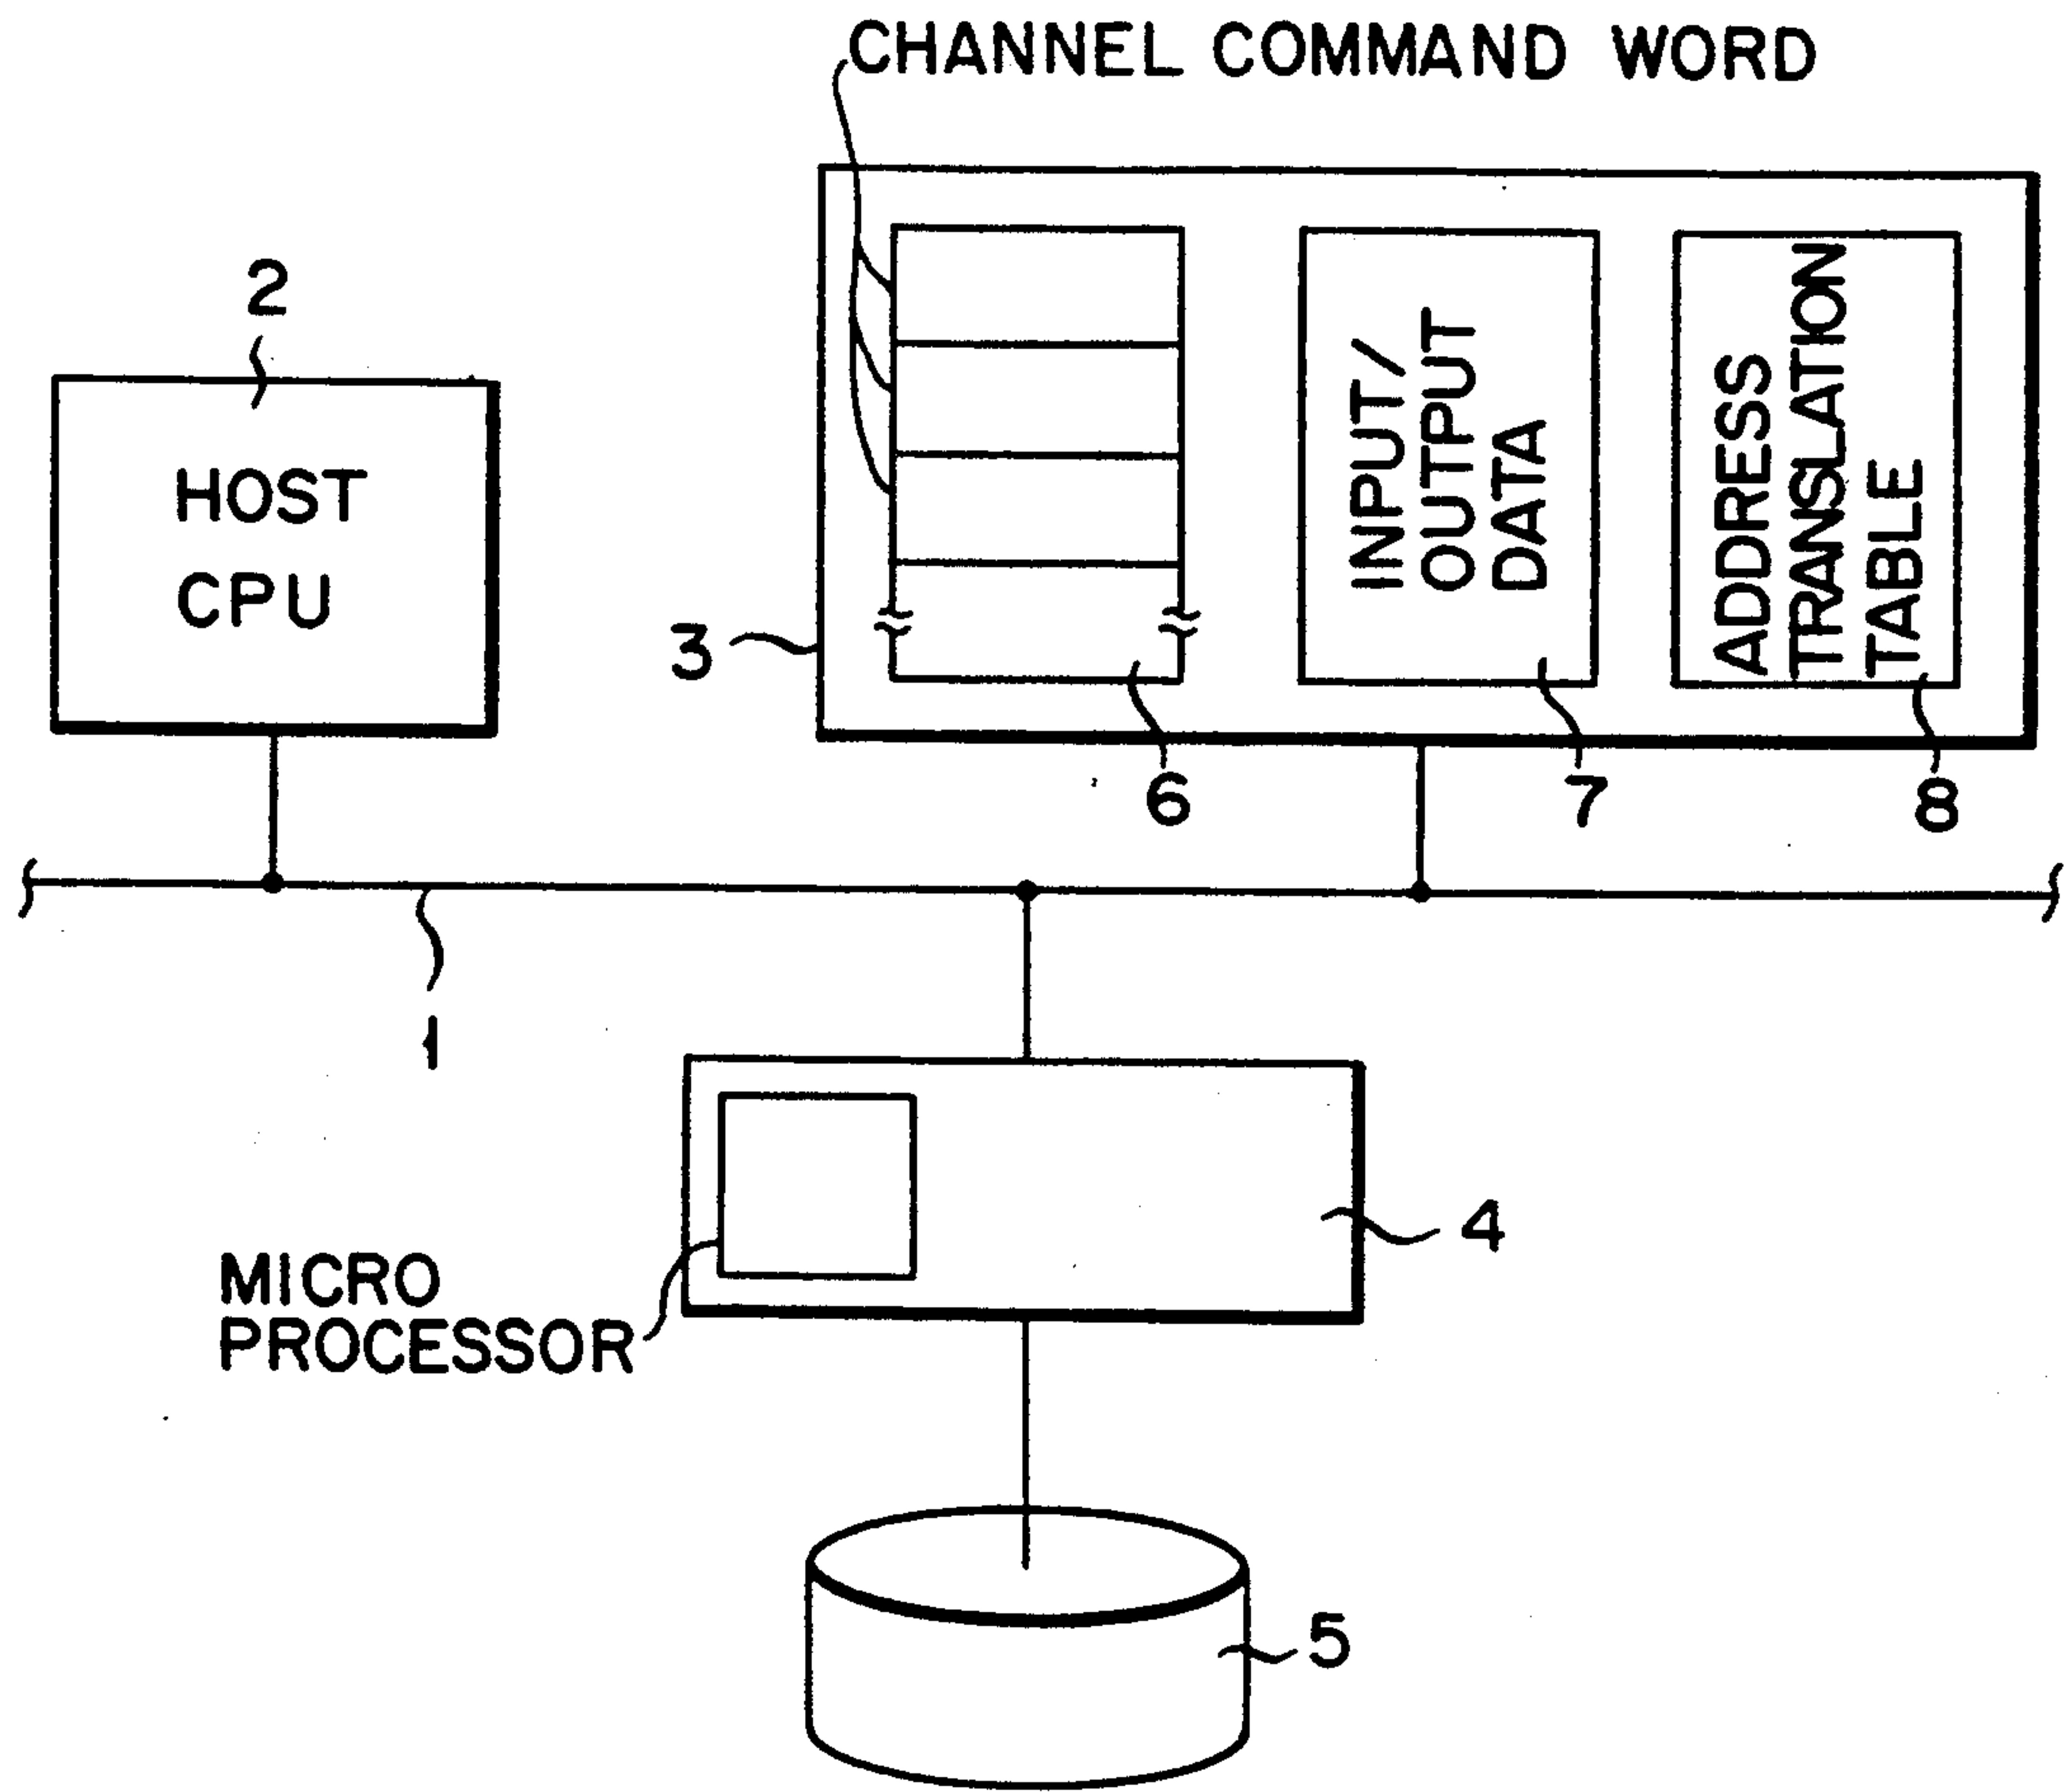 CHANNEL COMMAND WORD
2
HOST
CPU
3
INPUT/
OUTPUT
DATA
ADDRESS
TRANSLATION
TABLE
6
7
8
1
4
MICRO
PROCESSOR
5